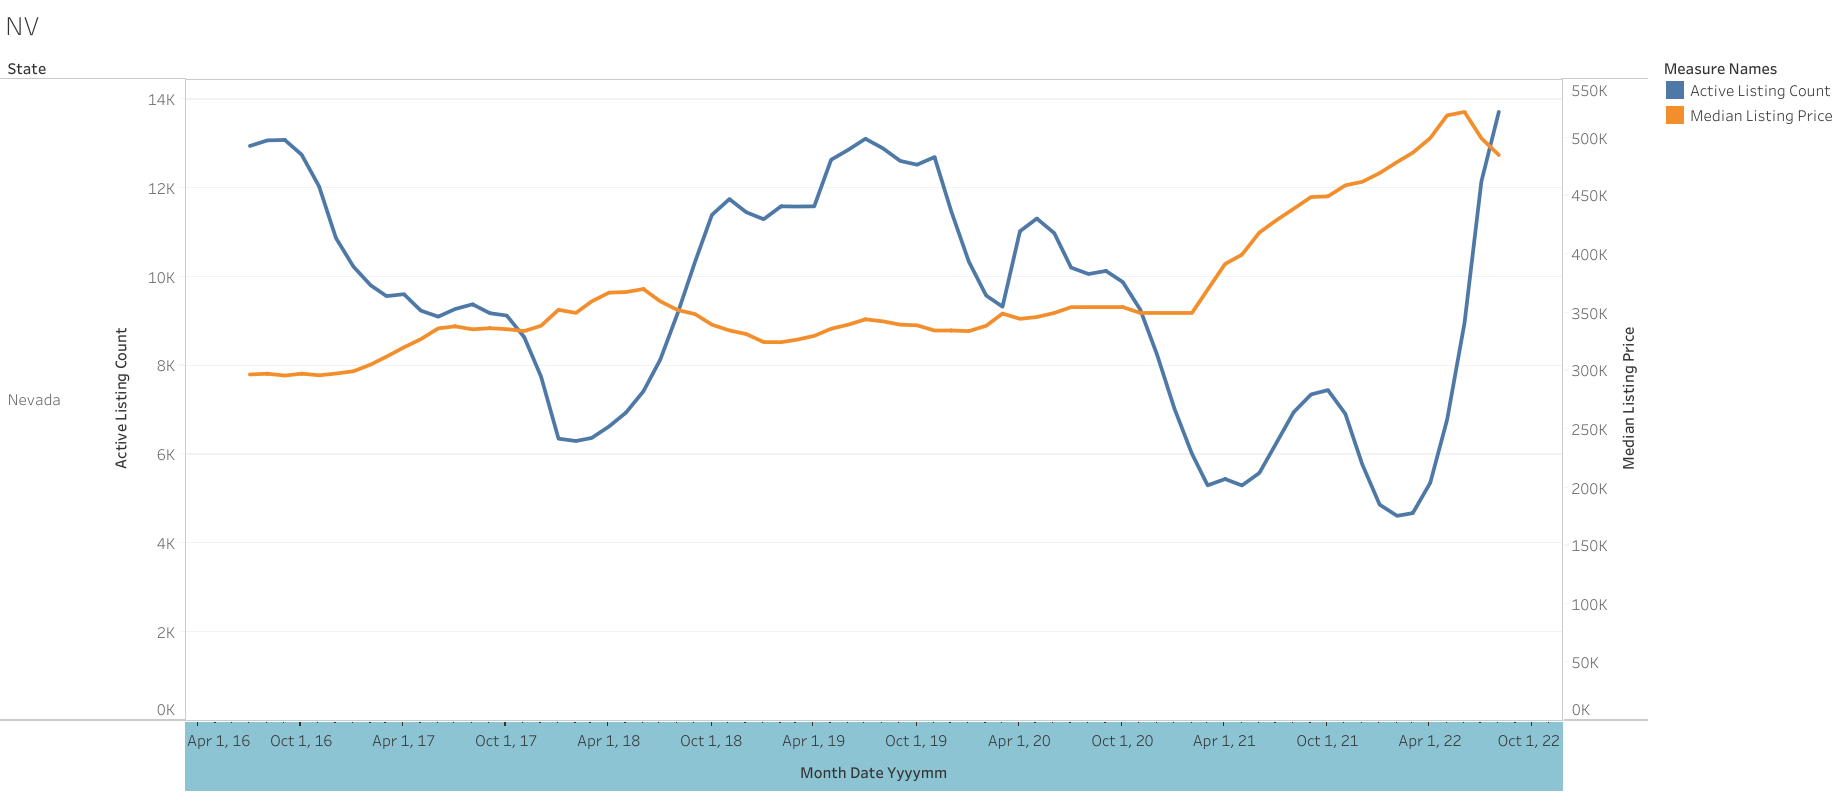 NV
State
Measure Names
Active Listing Count
Median Listing Price
Nevada
Active Listing Count
14K
12K
10K
8K
6K
4K
2K
0K
550K
500K
450K
400K
350K
300K
250K
200K
150K
100K
50K
0K
Median Listing Price
Apr 1, 16 Oct 1, 16 Apr 1, 17 Oct 1, 17 Apr 1, 18 Oct 1, 18 Apr 1, 19 Oct 1, 19 Apr 1, 20 Oct 1, 20 Apr 1, 21 Oct 1, 21 Apr 1, 22 Oct 1, 22
Month Date Yyyymm